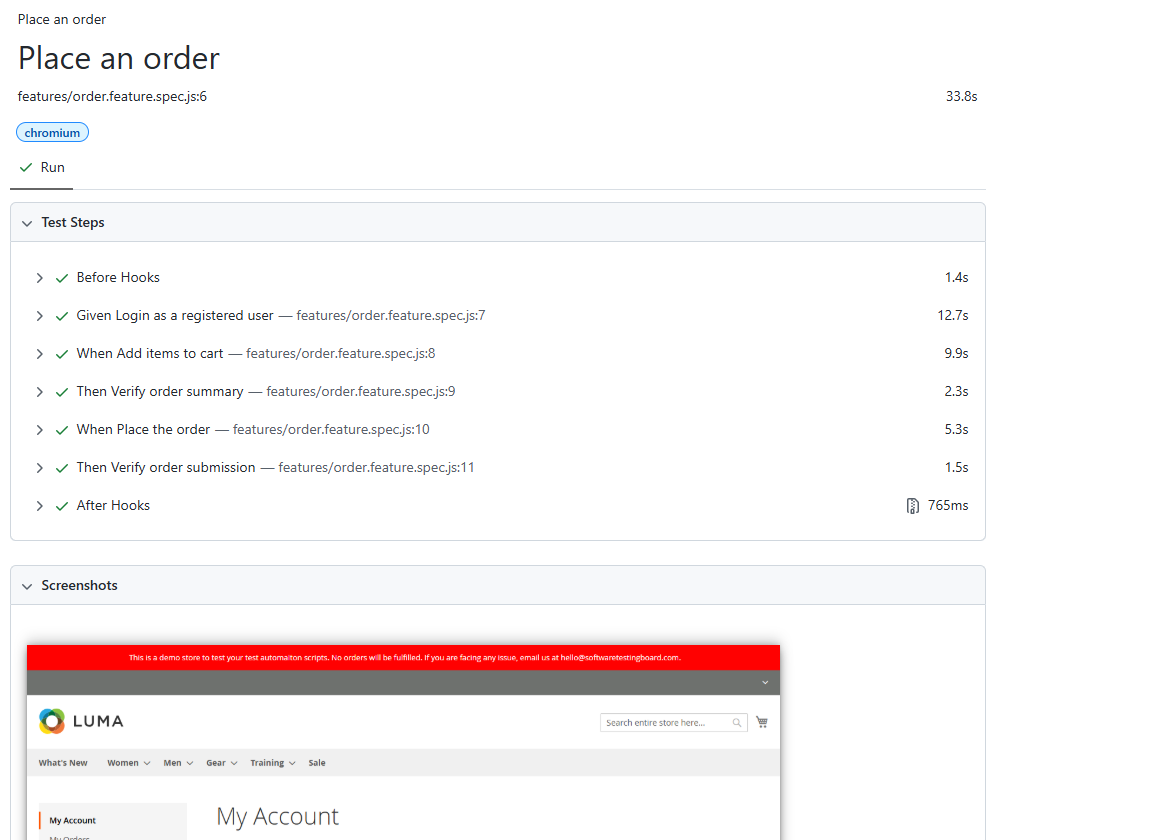 Place an order
Place an order
features/order.feature.spec.js:6 33.8s
chromium
Run
Test Steps
Before Hooks 1.4s
Given Login as a registered user — features/order.feature.spec.js:7 12.7s
When Add items to cart — features/order.feature.spec.js:8 9.9s
Then Verify order summary — features/order.feature.spec.js:9 2.3s
When Place the order — features/order.feature.spec.js:10 5.3s
Then Verify order submission — features/order.feature.spec.js:11 1.5s
After Hooks 765ms
Screenshots
This is a demo store to test your test automaiton scripts. No orders will be fulfilled. If you are facing any issue, email us at hello@softwaretestingboard.com.
LUMA Search entire store here...
What's New Women Men Gear Training Sale
My Account
My Account
My Orders